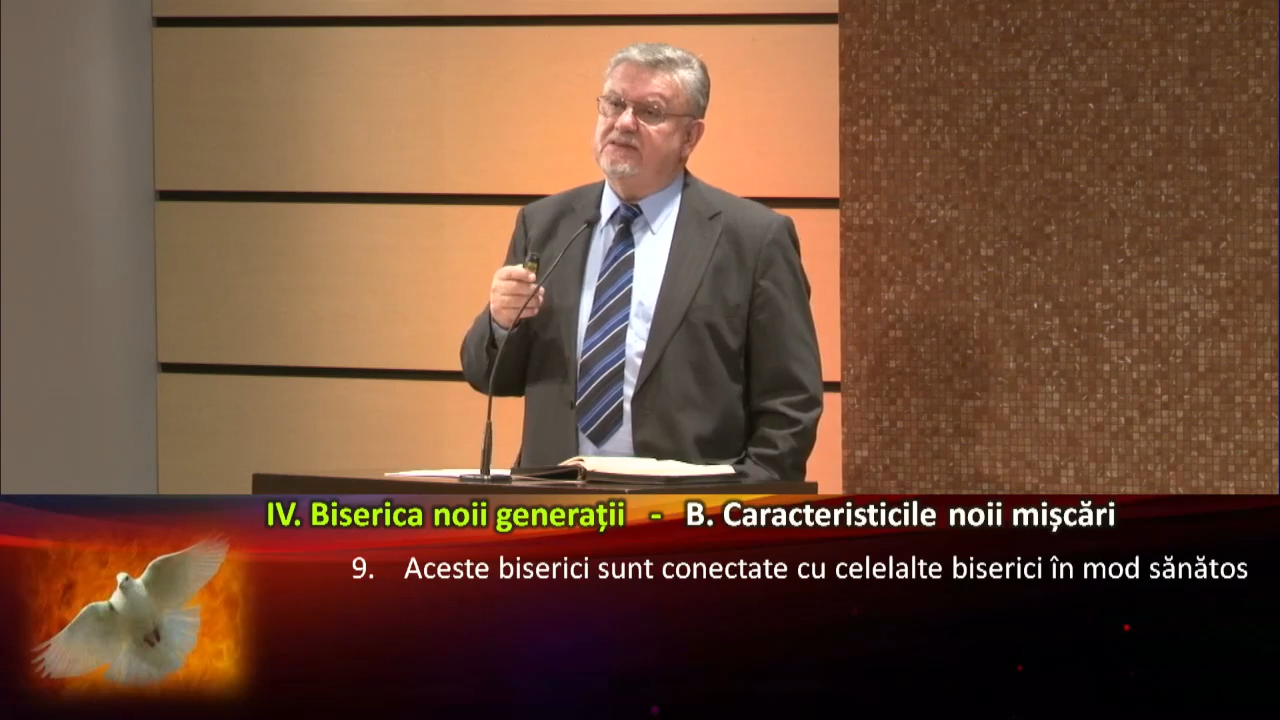 IV. Biserica noii generații - B. Caracteristicile noii mișcări
9. Aceste biserici sunt conectate cu celelalte biserici în mod sănătos